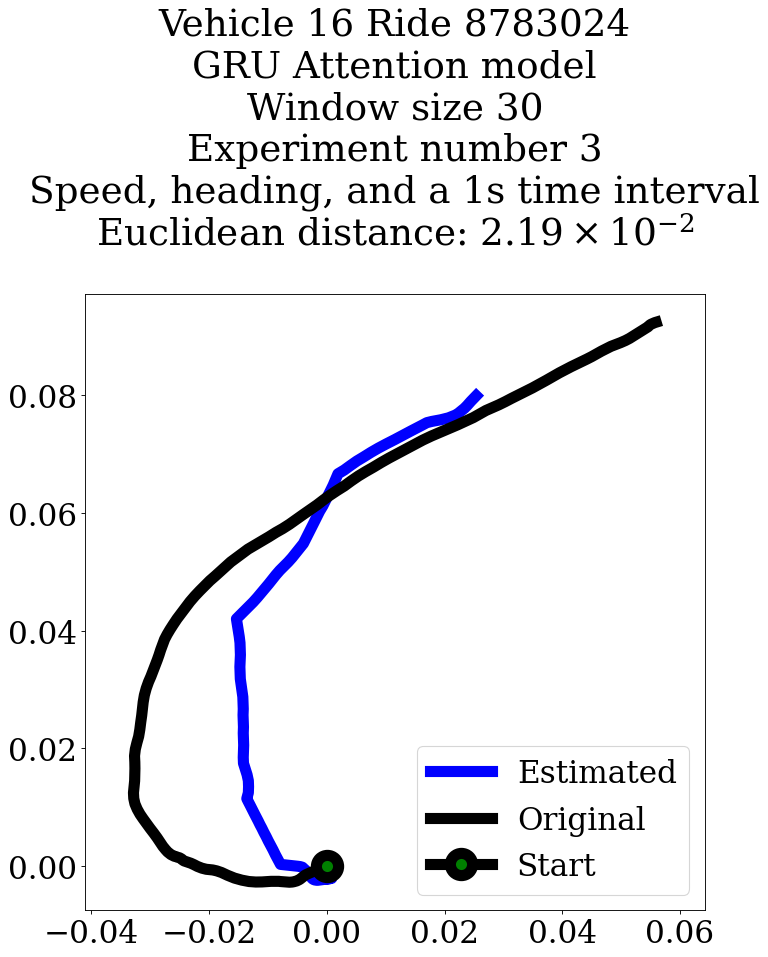 Vehicle 16 Ride 8783024
GRU Attention model
Window size 30
Experiment number 3
Speed, heading, and a 1s time interval
Euclidean distance: 2.19 × 10⁻²
0.08
0.06
0.04
0.02
0.00
Estimated
Original
Start
−0.04 −0.02 0.00 0.02 0.04 0.06